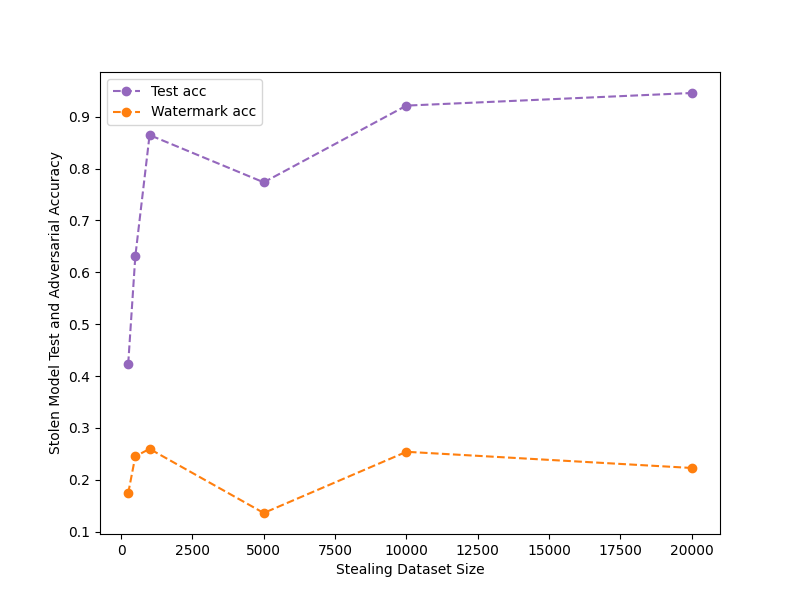 Test acc
Watermark acc
Stolen Model Test and Adversarial Accuracy
0.9
0.8
0.7
0.6
0.5
0.4
0.3
0.2
0.1
0 2500 5000 7500 10000 12500 15000 17500 20000
Stealing Dataset Size